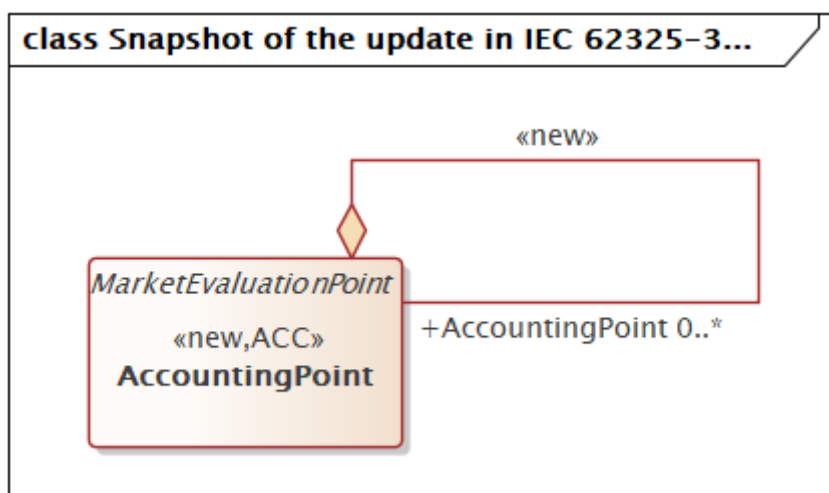 class Snapshot of the update in IEC 62325-3...
«new»
MarketEvaluationPoint
«new,ACC»
+AccountingPoint 0..*
AccountingPoint